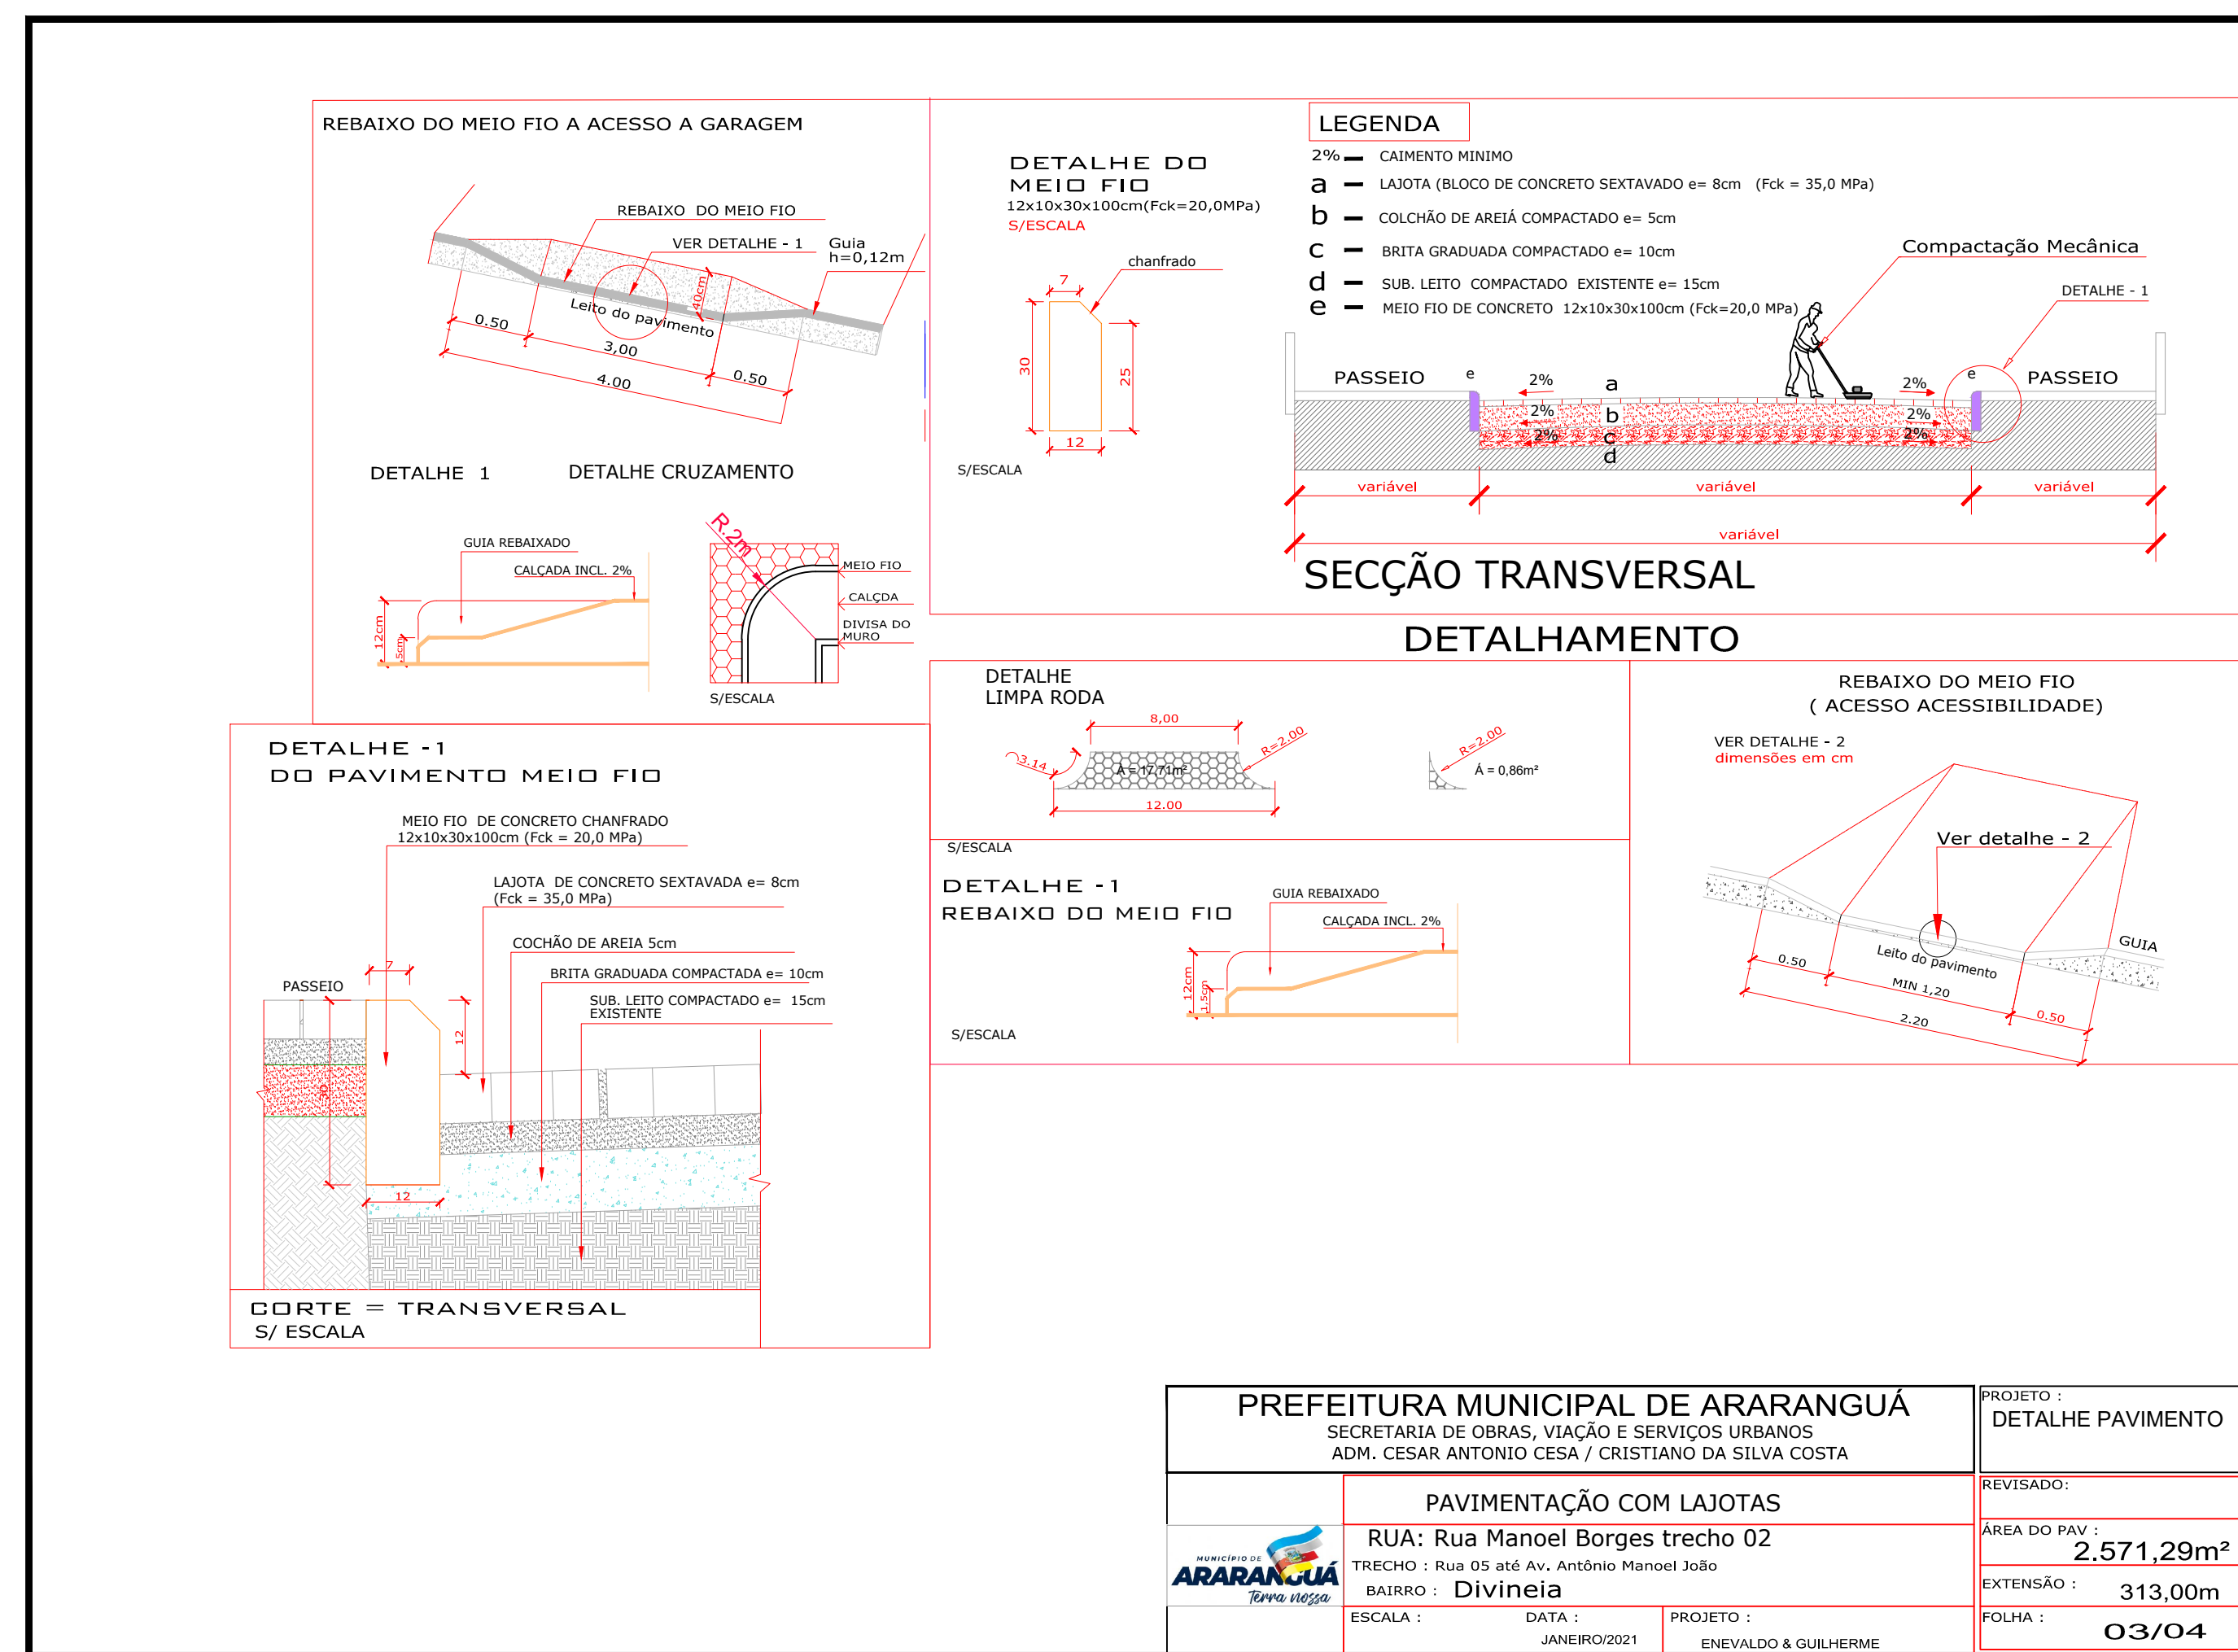 REBAIXO DO MEIO FIO A ACESSO A GARAGEM
REBAIXO DO MEIO FIO
VER DETALHE - 1
Guia
h=0,12m
40cm
Leito do pavimento
0.50
3,00
0.50
4.00
DETALHE 1
DETALHE CRUZAMENTO
GUIA REBAIXADO
CALÇADA INCL. 2%
12cm
.5cm
R.2m
MEIO FIO
CALÇDA
DIVISA DO
MURO
S/ESCALA
DETALHE DO
MEIO FIO
12x10x30x100cm(Fck=20,0MPa)
S/ESCALA
chanfrado
7
30
25
12
S/ESCALA
LEGENDA
2% — CAIMENTO MINIMO
a — LAJOTA (BLOCO DE CONCRETO SEXTAVADO e= 8cm (Fck = 35,0 MPa)
b — COLCHÃO DE AREIÁ COMPACTADO e= 5cm
c — BRITA GRADUADA COMPACTADO e= 10cm
d — SUB. LEITO COMPACTADO EXISTENTE e= 15cm
e — MEIO FIO DE CONCRETO 12x10x30x100cm (Fck=20,0 MPa)
Compactação Mecânica
DETALHE - 1
PASSEIO
e
2%
a
2%
e
PASSEIO
2%
b
2%
2%
c
2%
d
variável
variável
variável
variável
SECÇÃO TRANSVERSAL
DETALHAMENTO
DETALHE
LIMPA RODA
8,00
3.14
R=2.00
Á = 17,71m²
12.00
R=2.00
Á = 0,86m²
S/ESCALA
DETALHE -1
REBAIXO DO MEIO FIO
GUIA REBAIXADO
CALÇADA INCL. 2%
12cm
1.5cm
S/ESCALA
REBAIXO DO MEIO FIO
( ACESSO ACESSIBILIDADE)
VER DETALHE - 2
dimensões em cm
Ver detalhe - 2
GUIA
Leito do pavimento
0.50
MIN 1,20
0.50
2.20
DETALHE -1
DO PAVIMENTO MEIO FIO
MEIO FIO DE CONCRETO CHANFRADO
12x10x30x100cm (Fck = 20,0 MPa)
LAJOTA DE CONCRETO SEXTAVADA e= 8cm
(Fck = 35,0 MPa)
COCHÃO DE AREIA 5cm
BRITA GRADUADA COMPACTADA e= 10cm
SUB. LEITO COMPACTADO e= 15cm
EXISTENTE
PASSEIO
7
12
30
12
CORTE = TRANSVERSAL
S/ ESCALA
PREFEITURA MUNICIPAL DE ARARANGUÁ
SECRETARIA DE OBRAS, VIAÇÃO E SERVIÇOS URBANOS
ADM. CESAR ANTONIO CESA / CRISTIANO DA SILVA COSTA
PROJETO :
DETALHE PAVIMENTO
PAVIMENTAÇÃO COM LAJOTAS
REVISADO:
MUNICÍPIO DE
ARARANGUÁ
Terra nossa
RUA: Rua Manoel Borges trecho 02
TRECHO : Rua 05 até Av. Antônio Manoel João
BAIRRO : Divineia
ÁREA DO PAV :
2.571,29m²
EXTENSÃO :
313,00m
ESCALA :
DATA :
JANEIRO/2021
PROJETO :
ENEVALDO & GUILHERME
FOLHA :
03/04